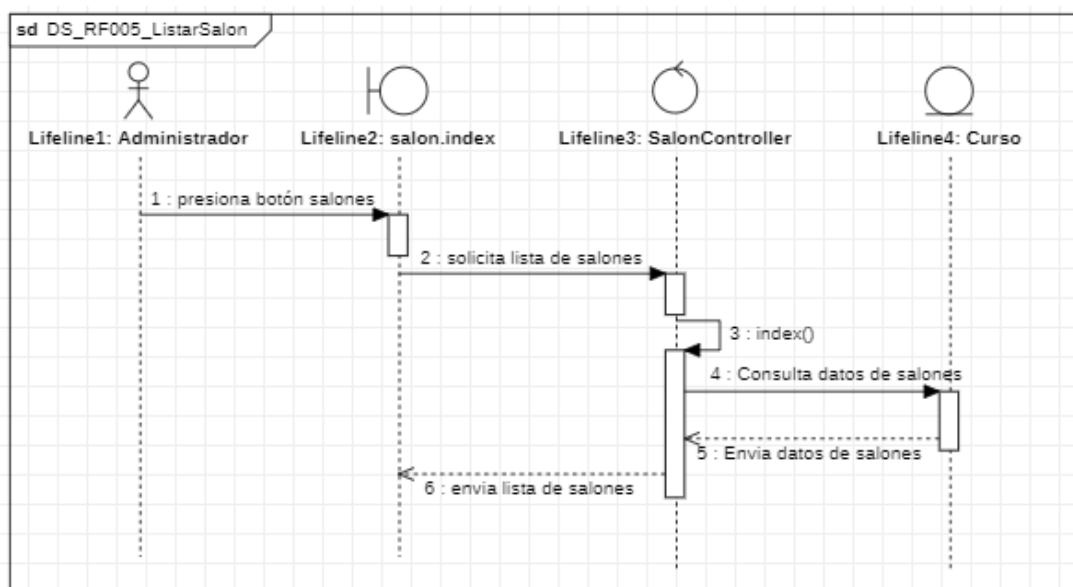 sd DS_RF005_ListarSalon
Lifeline1: Administrador
Lifeline2: salon.index
Lifeline3: SalonController
Lifeline4: Curso
1 : presiona botón salones
2 : solicita lista de salones
3 : index()
4 : Consulta datos de salones
5 : Envia datos de salones
6 : envia lista de salones